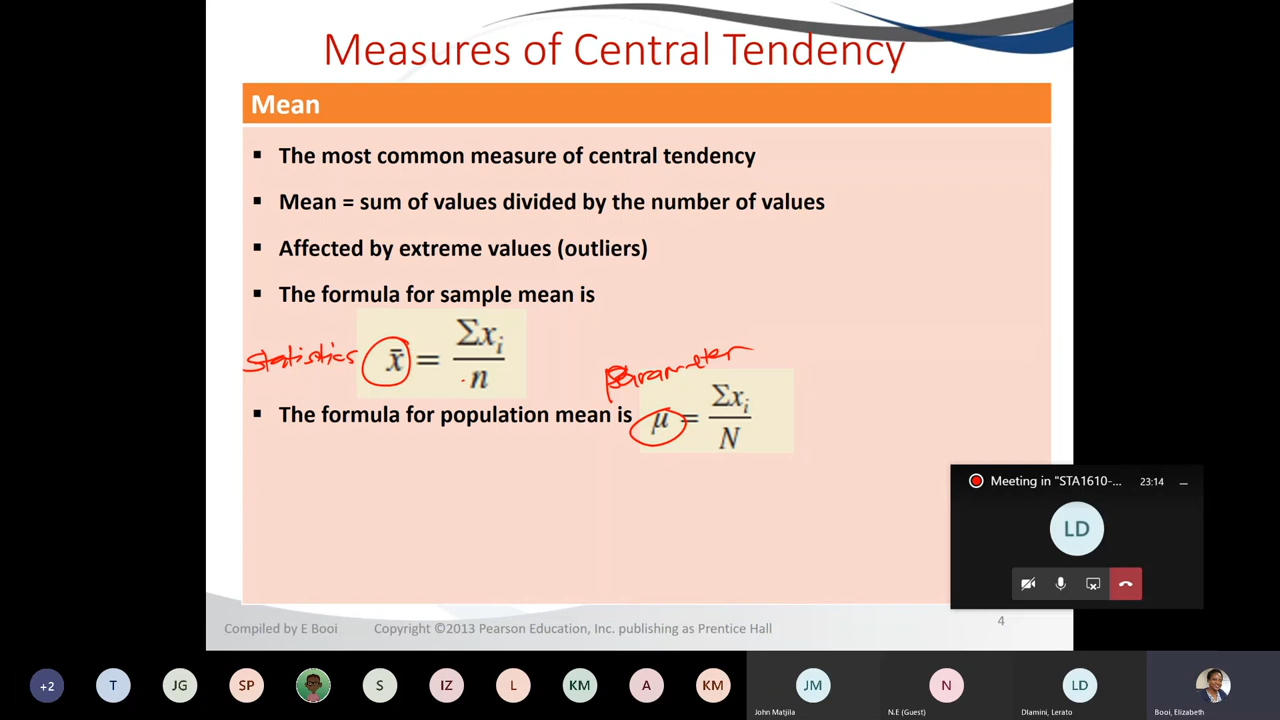 Measures of Central Tendency
Mean
▪ The most common measure of central tendency
▪ Mean = sum of values divided by the number of values
▪ Affected by extreme values (outliers)
▪ The formula for sample mean is
Statistics x̄ = Σxᵢ / n
Parameter
▪ The formula for population mean is μ = Σxᵢ / N
Meeting in "STA1610-... 23:14
LD
Compiled by E Booi Copyright ©2013 Pearson Education, Inc. publishing as Prentice Hall 4
+2 T JG SP S IZ L KM A KM JM N LD
John Matjila N.E (Guest) Dlamini, Lerato Booi, Elizabeth